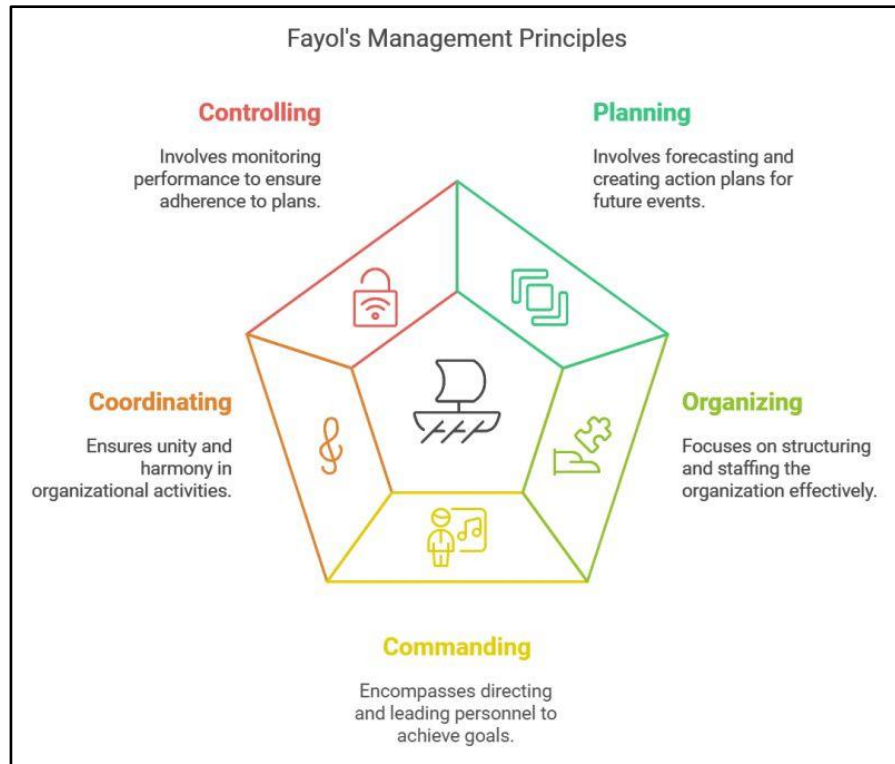 Fayol's Management Principles
Controlling
Involves monitoring
performance to ensure
adherence to plans.
Planning
Involves forecasting and
creating action plans for
future events.
Coordinating
Ensures unity and
harmony in
organizational activities.
Organizing
Focuses on structuring
and staffing the
organization effectively.
Commanding
Encompasses directing
and leading personnel to
achieve goals.